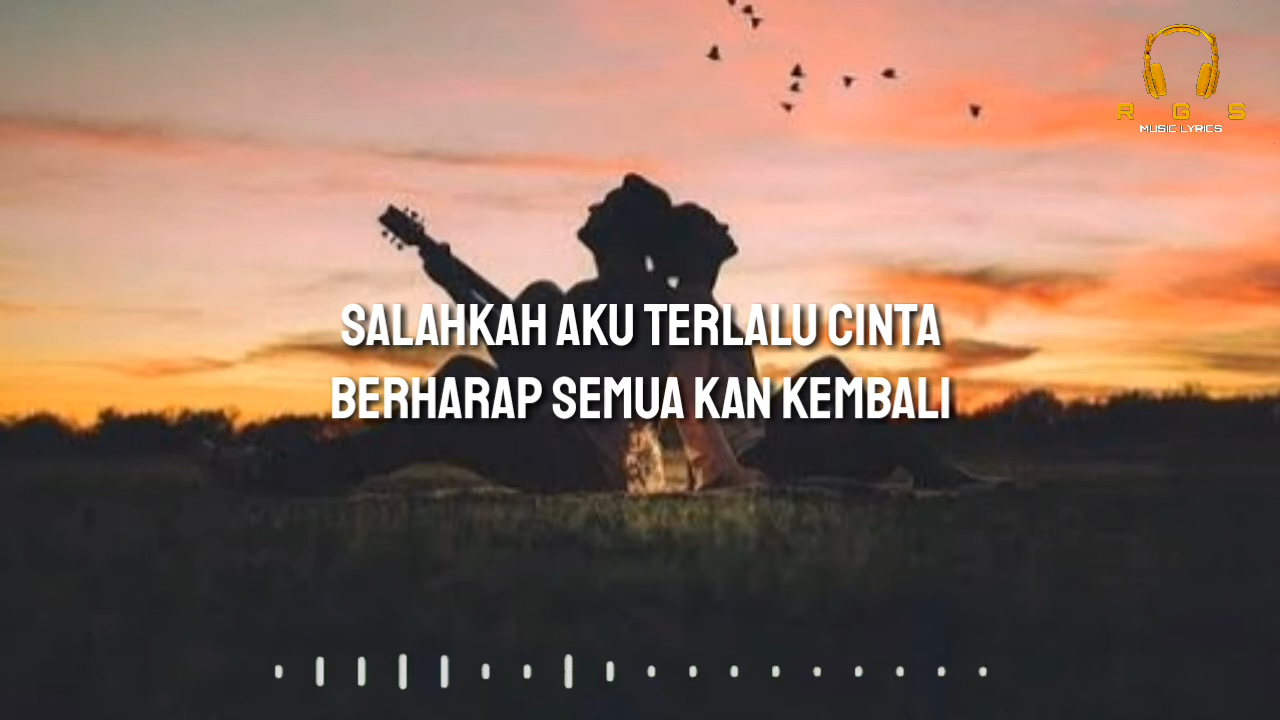 R G S
MUSIC LYRICS
SALAHKAH AKU TERLALU CINTA
BERHARAP SEMUA KAN KEMBALI